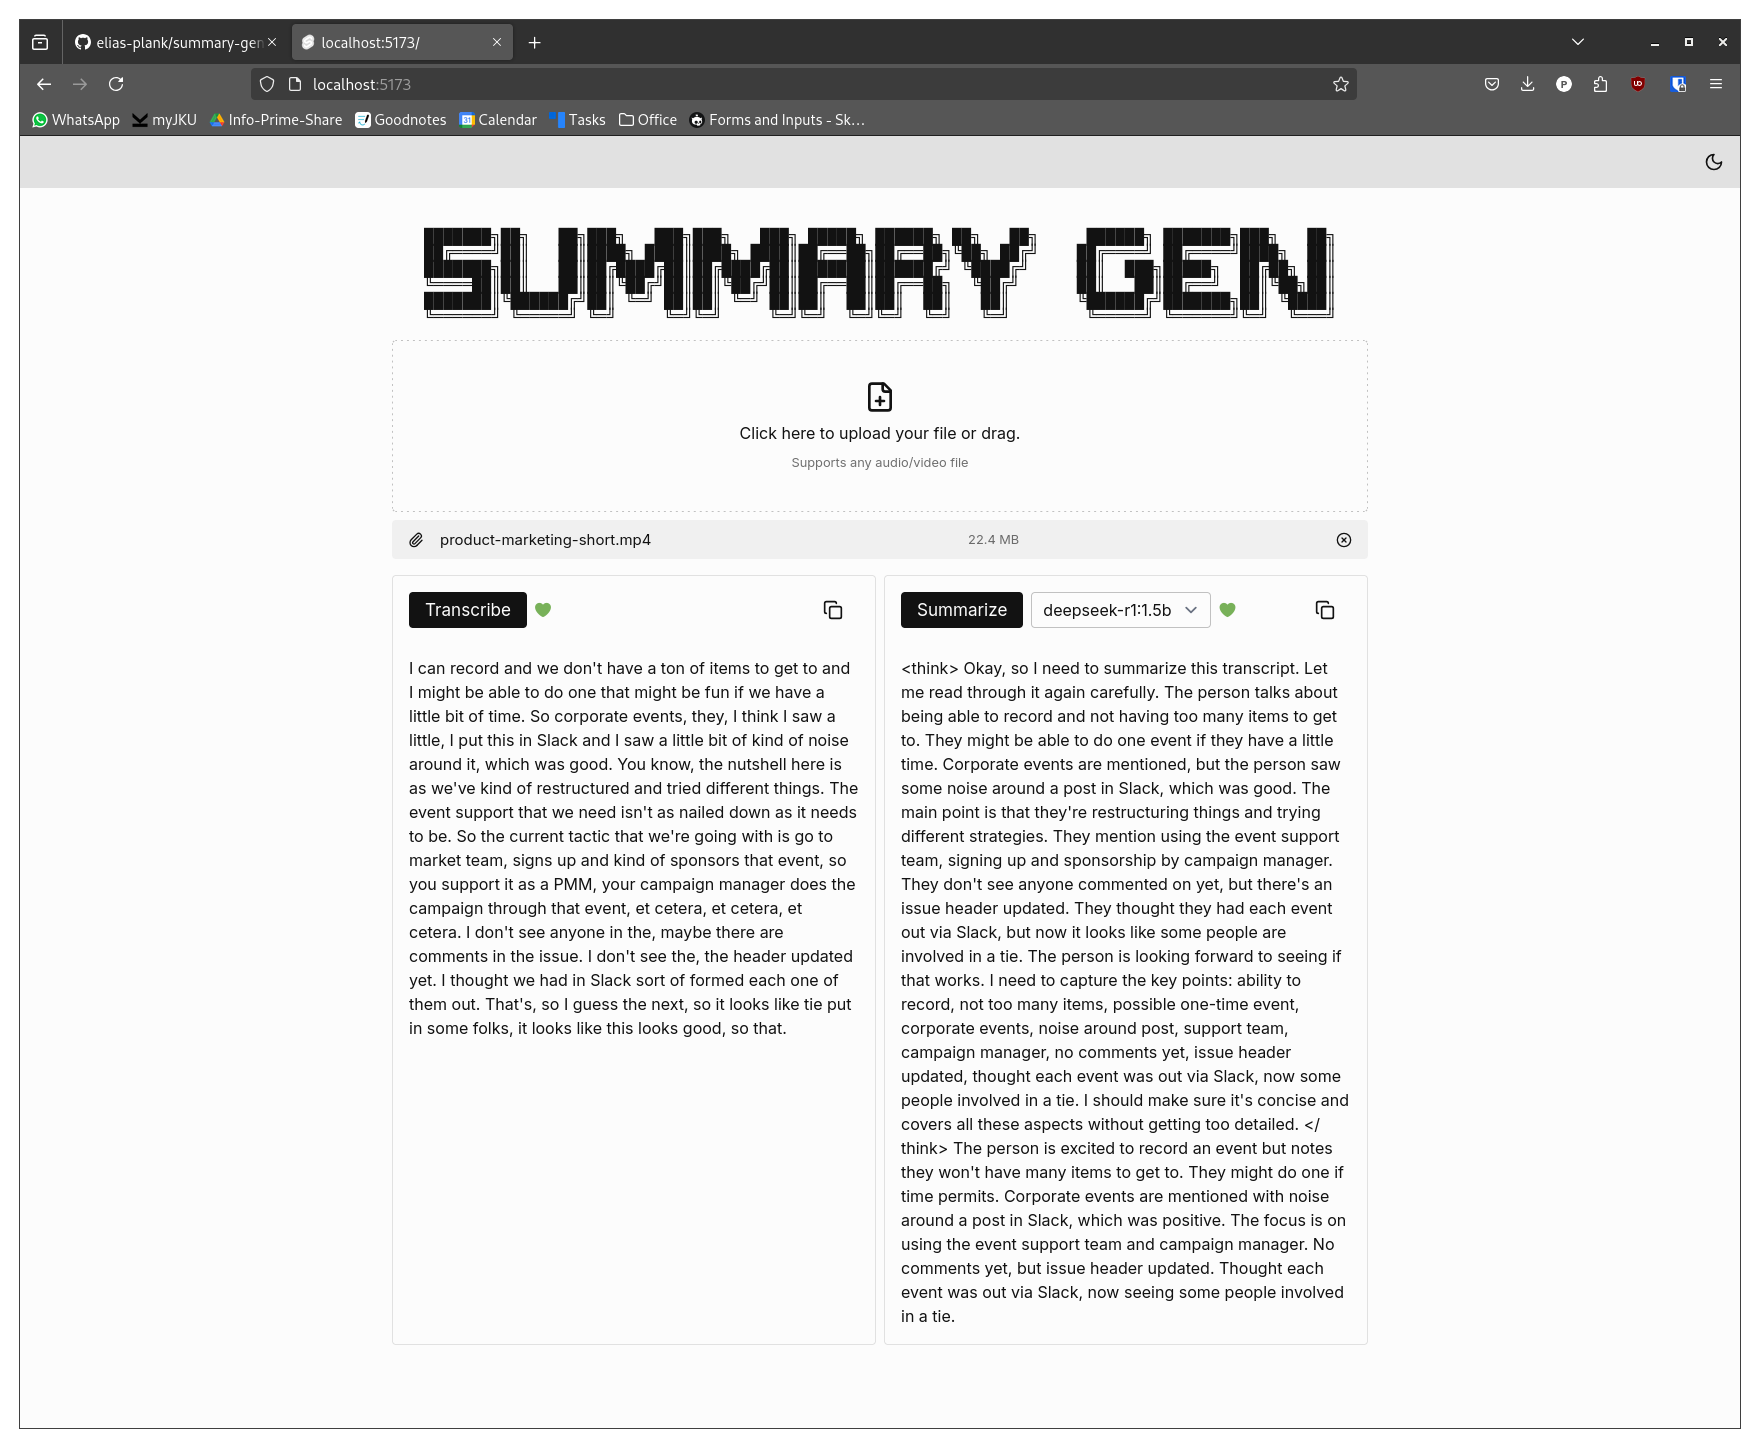 elias-plank/summary-gen
localhost:5173/
localhost:5173
WhatsApp
myJKU
Info-Prime-Share
Goodnotes
Calendar
Tasks
Office
Forms and Inputs - Sk…
SUMMARY GEN
Click here to upload your file or drag.
Supports any audio/video file
product-marketing-short.mp4
22.4 MB
Transcribe
I can record and we don't have a ton of items to get to and
I might be able to do one that might be fun if we have a
little bit of time. So corporate events, they, I think I saw a
little, I put this in Slack and I saw a little bit of kind of noise
around it, which was good. You know, the nutshell here is
as we've kind of restructured and tried different things. The
event support that we need isn't as nailed down as it needs
to be. So the current tactic that we're going with is go to
market team, signs up and kind of sponsors that event, so
you support it as a PMM, your campaign manager does the
campaign through that event, et cetera, et cetera, et
cetera. I don't see anyone in the, maybe there are
comments in the issue. I don't see the, the header updated
yet. I thought we had in Slack sort of formed each one of
them out. That's, so I guess the next, so it looks like tie put
in some folks, it looks like this looks good, so that.
Summarize
deepseek-r1:1.5b
<think> Okay, so I need to summarize this transcript. Let
me read through it again carefully. The person talks about
being able to record and not having too many items to get
to. They might be able to do one event if they have a little
time. Corporate events are mentioned, but the person saw
some noise around a post in Slack, which was good. The
main point is that they're restructuring things and trying
different strategies. They mention using the event support
team, signing up and sponsorship by campaign manager.
They don't see anyone commented on yet, but there's an
issue header updated. They thought they had each event
out via Slack, but now it looks like some people are
involved in a tie. The person is looking forward to seeing if
that works. I need to capture the key points: ability to
record, not too many items, possible one-time event,
corporate events, noise around post, support team,
campaign manager, no comments yet, issue header
updated, thought each event was out via Slack, now some
people involved in a tie. I should make sure it's concise and
covers all these aspects without getting too detailed. </
think> The person is excited to record an event but notes
they won't have many items to get to. They might do one if
time permits. Corporate events are mentioned with noise
around a post in Slack, which was positive. The focus is on
using the event support team and campaign manager. No
comments yet, but issue header updated. Thought each
event was out via Slack, now seeing some people involved
in a tie.